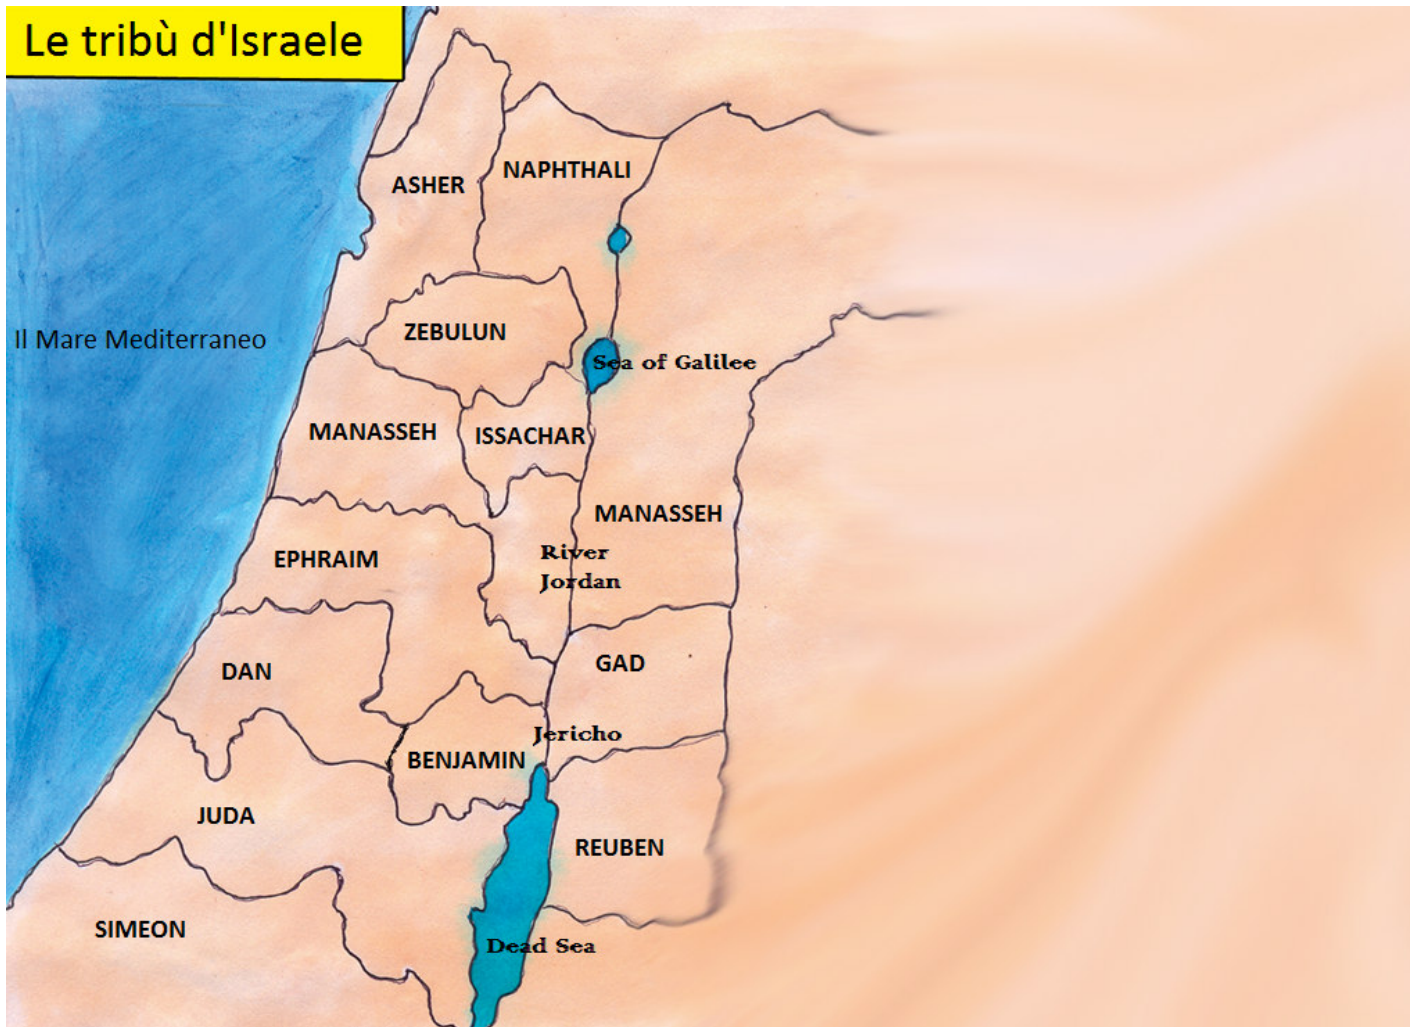 Le tribù d'Israele
NAPHTHALI
ASHER
ZEBULUN
Il Mare Mediterraneo
Sea of Galilee
MANASSEH
ISSACHAR
MANASSEH
EPHRAIM
River
Jordan
DAN
GAD
Jericho
BENJAMIN
JUDA
REUBEN
SIMEON
Dead Sea